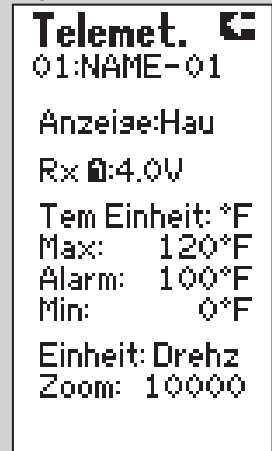 Telemet.
01:NAME-01
Anzeige:Hau
Rx 1:4.0V
Tem Einheit: °F
Max: 120°F
Alarm: 100°F
Min: 0°F
Einheit: Drehz
Zoom: 10000